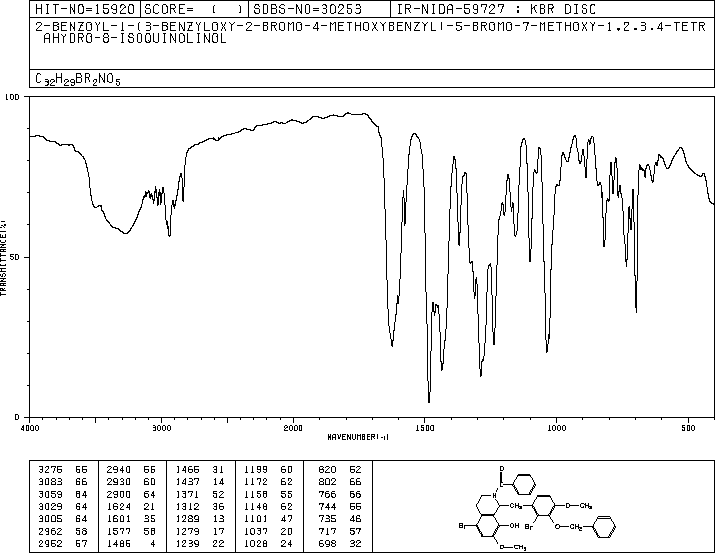 HIT-NO=15920 SCORE= ( ) SDBS-NO=30253 IR-NIDA-59727 : KBR DISC
2-BENZOYL-1-(3-BENZYLOXY-2-BROMO-4-METHOXYBENZYL)-5-BROMO-7-METHOXY-1,2,3,4-TETR
AHYDRO-8-ISOQUINOLINOL
C32H29BR2NO5
100
50
0
TRANSMITTANCE(%)
4000 3000 2000 1500 1000 500
WAVENUMBER(-1)
3275 55 2940 55 1465 31 1199 60 820 52
3083 66 2930 60 1437 14 1172 62 802 66
3059 64 2900 64 1371 52 1158 55 766 66
3029 64 1624 21 1312 36 1148 62 744 55
3005 64 1601 35 1289 13 1101 47 735 46
2962 58 1577 58 1279 17 1037 20 717 57
2952 57 1485 4 1239 22 1028 24 698 32
O
C
N
CH2
O-CH3
Br
OH
Br
O-CH2
O-CH3